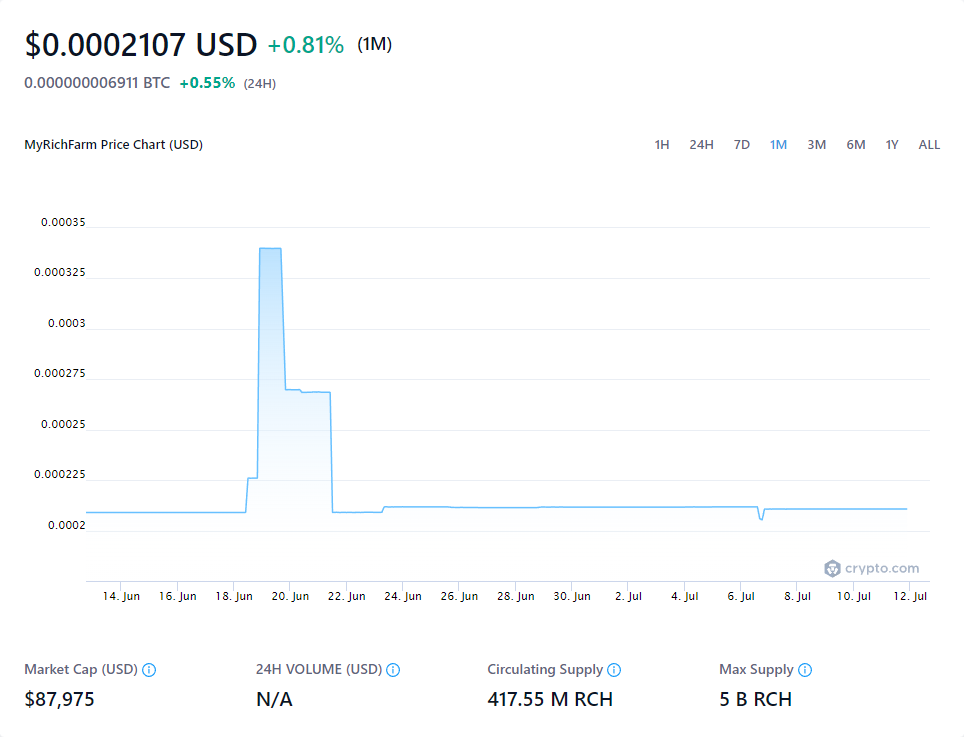 $0.0002107 USD +0.81% (1M)
0.000000006911 BTC +0.55% (24H)
MyRichFarm Price Chart (USD) 1H 24H 7D 1M 3M 6M 1Y ALL
0.00035
0.000325
0.0003
0.000275
0.00025
0.000225
0.0002
crypto.com
14. Jun 16. Jun 18. Jun 20. Jun 22. Jun 24. Jun 26. Jun 28. Jun 30. Jun 2. Jul 4. Jul 6. Jul 8. Jul 10. Jul 12. Jul
Market Cap (USD) 24H VOLUME (USD) Circulating Supply Max Supply
$87,975 N/A 417.55 M RCH 5 B RCH